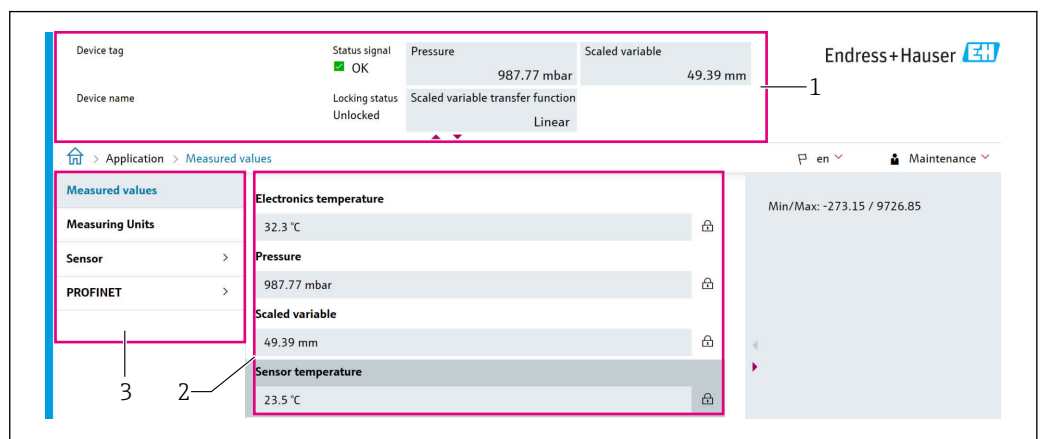 Device tag
Status signal
OK
Pressure
987.77 mbar
Scaled variable
49.39 mm
Endress+Hauser EH
1
Device name
Locking status
Unlocked
Scaled variable transfer function
Linear
> Application > Measured values
en
Maintenance
Measured values
Measuring Units
Sensor >
PROFINET >
3
2
Electronics temperature
32.3 °C
Pressure
987.77 mbar
Scaled variable
49.39 mm
Sensor temperature
23.5 °C
Min/Max: -273.15 / 9726.85